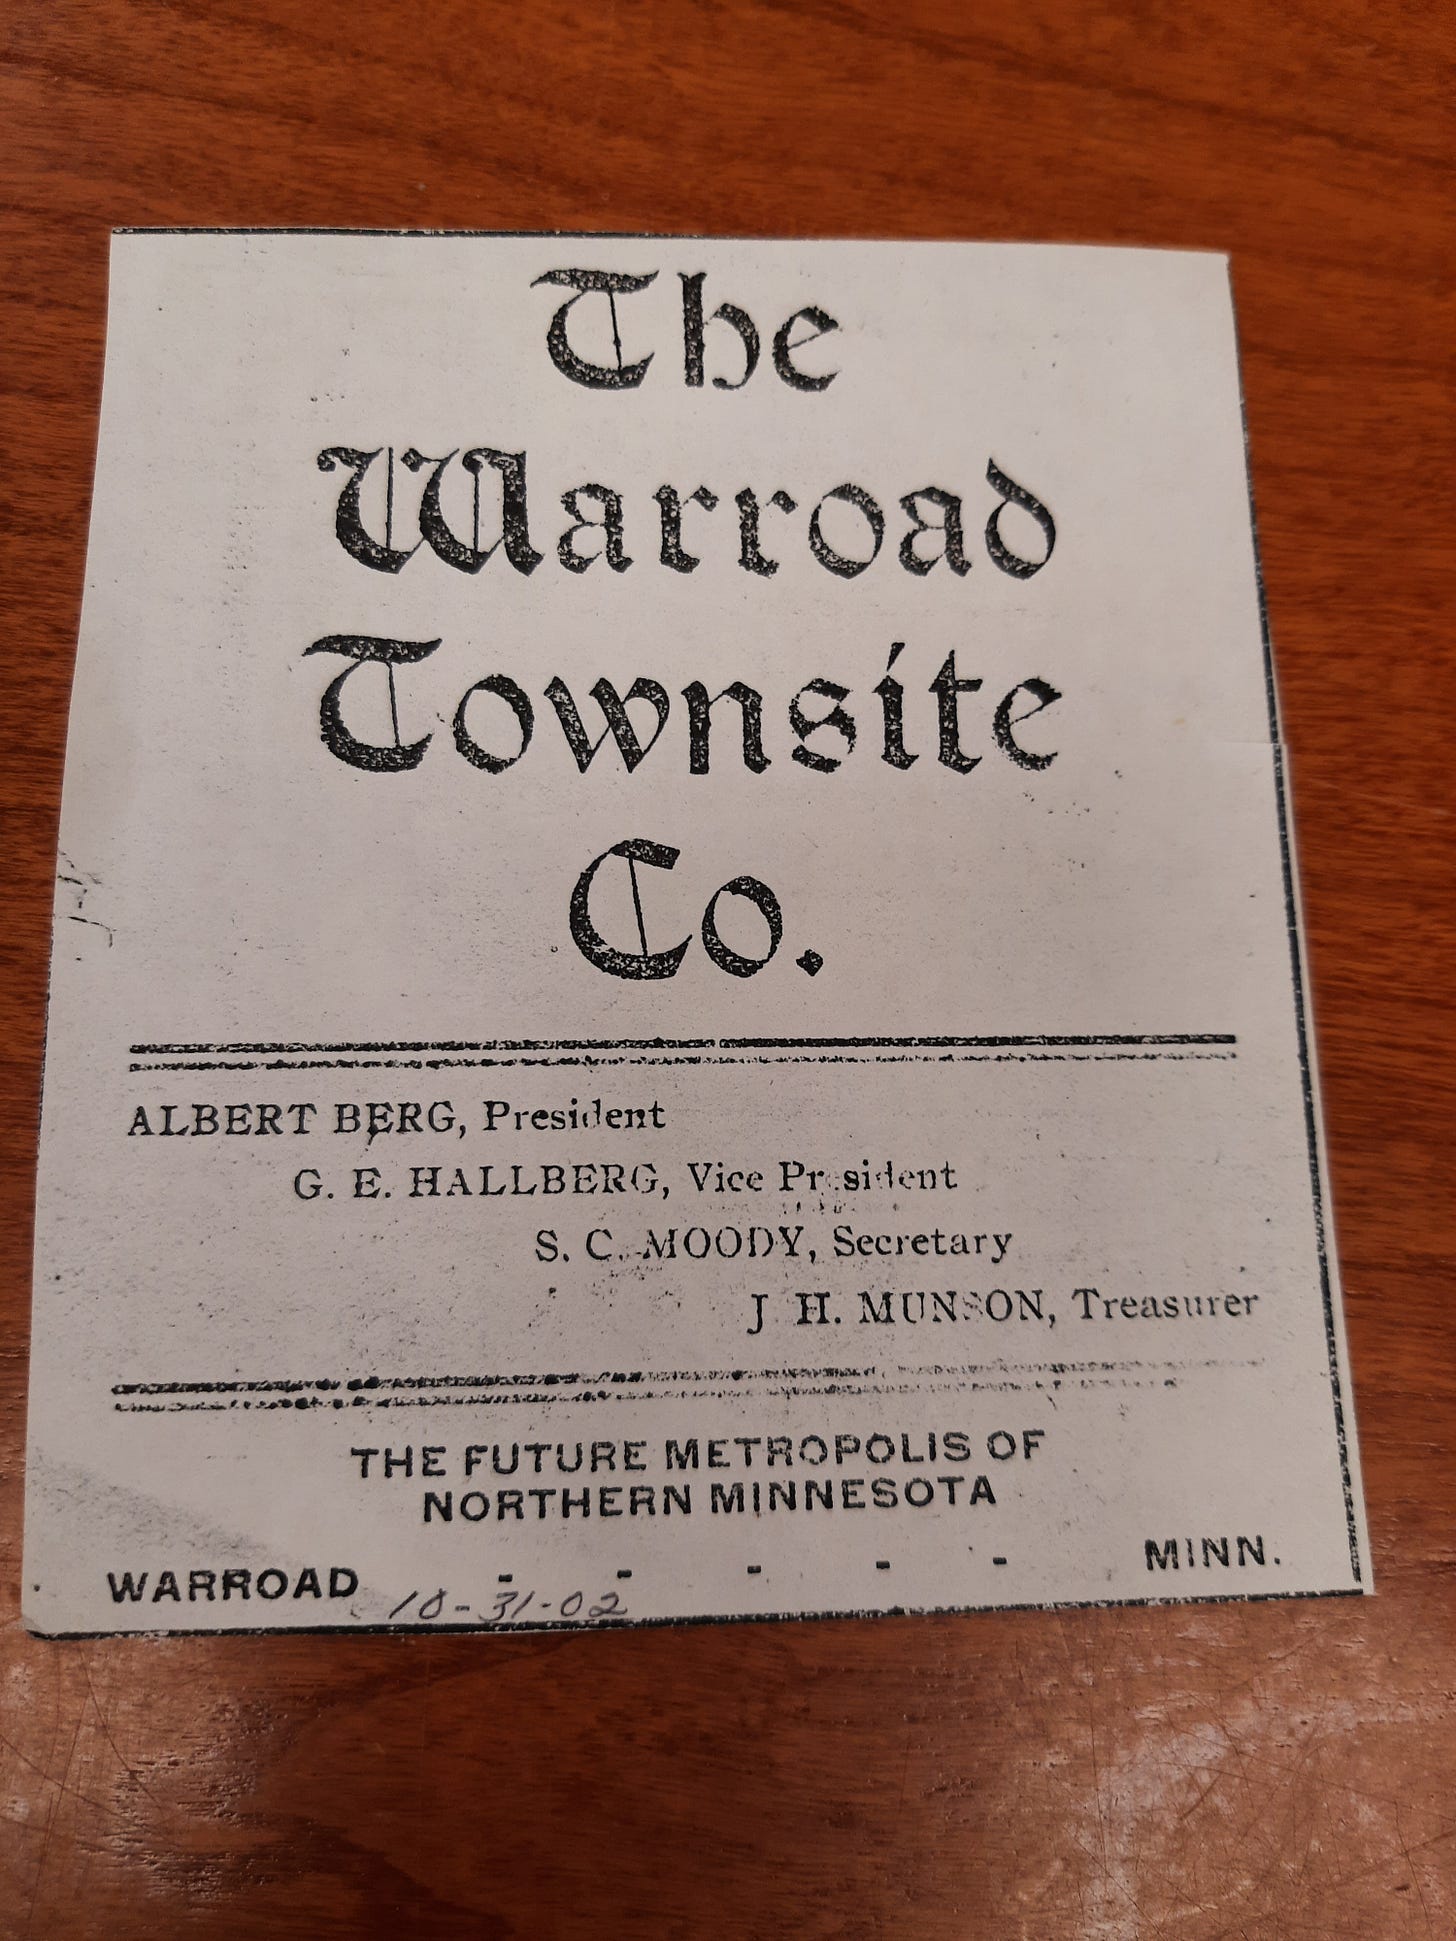 The
Warroad
Townsite
Co.
ALBERT BERG, President
G. E. HALLBERG, Vice President
S. C. MOODY, Secretary
J H. MUNSON, Treasurer
THE FUTURE METROPOLIS OF
NORTHERN MINNESOTA
WARROAD - - - - - MINN.
10-31-02